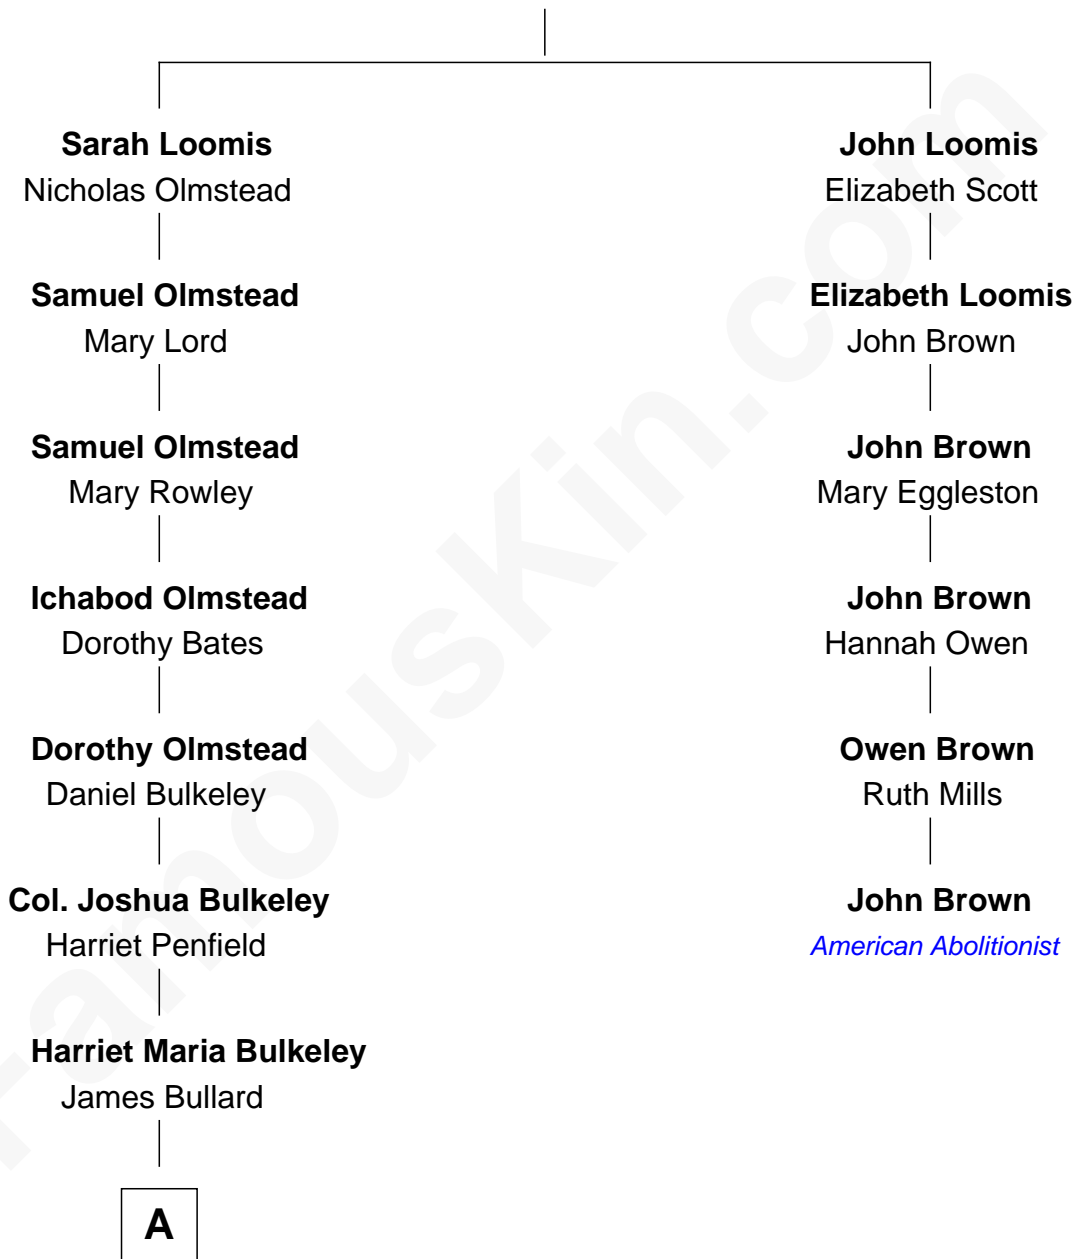 Sarah Loomis
Nicholas Olmstead
Samuel Olmstead
Mary Lord
Samuel Olmstead
Mary Rowley
Ichabod Olmstead
Dorothy Bates
Dorothy Olmstead
Daniel Bulkeley
Col. Joshua Bulkeley
Harriet Penfield
Harriet Maria Bulkeley
James Bullard
A
John Loomis
Elizabeth Scott
Elizabeth Loomis
John Brown
John Brown
Mary Eggleston
John Brown
Hannah Owen
Owen Brown
Ruth Mills
John Brown
American Abolitionist
FamousKin.com